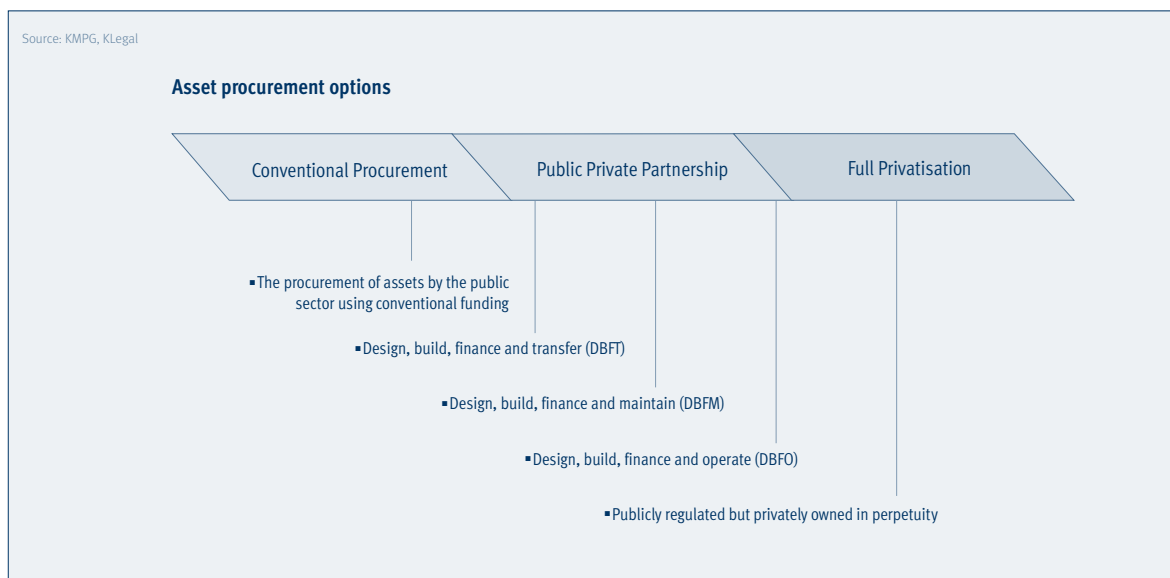 Source: KMPG, KLegal
Asset procurement options
Conventional Procurement
Public Private Partnership
Full Privatisation
▪The procurement of assets by the public
sector using conventional funding
▪Design, build, finance and transfer (DBFT)
▪Design, build, finance and maintain (DBFM)
▪Design, build, finance and operate (DBFO)
▪Publicly regulated but privately owned in perpetuity